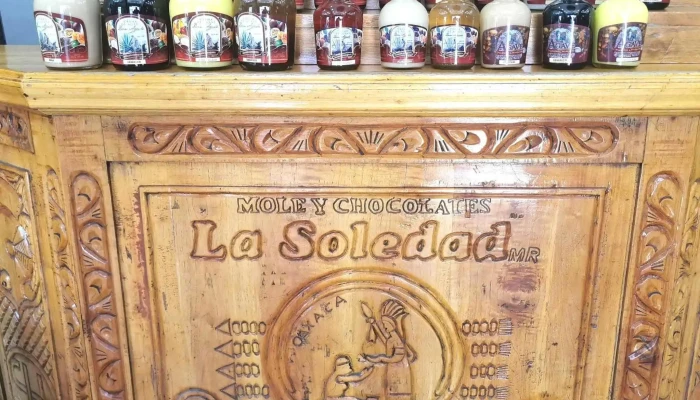 MOLE Y CHOCOLATES
La Soledad MR
OAXACA